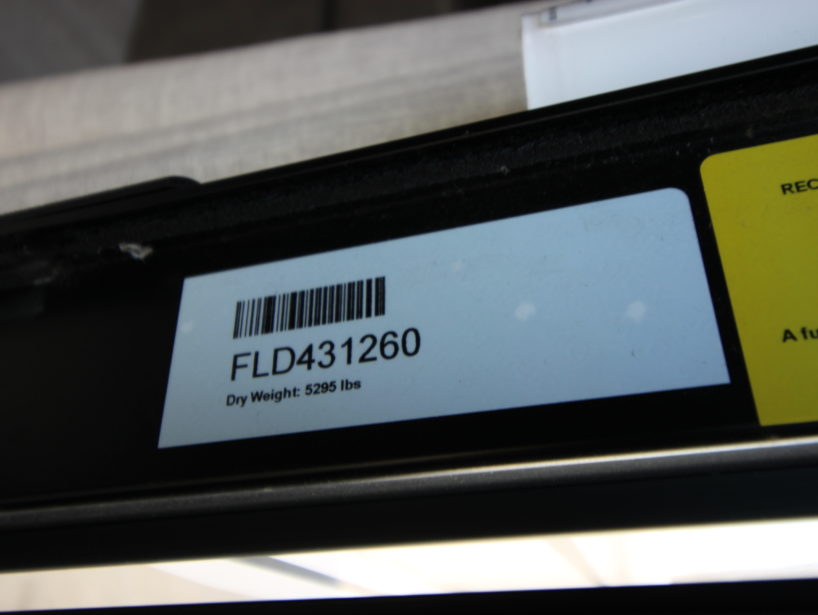 FLD431260
Dry Weight: 5295 lbs
REC
A fu